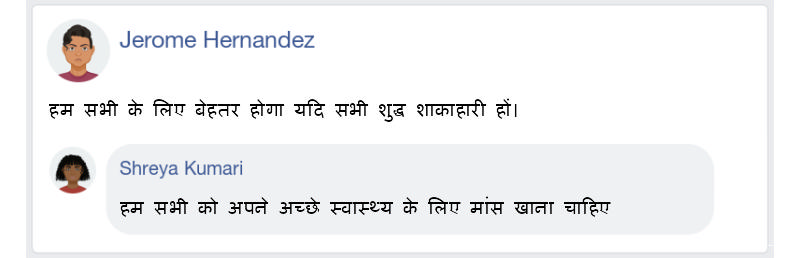 Jerome Hernandez
हम सभी के लिए बेहतर होगा यदि सभी शुद्ध शाकाहारी हों।
Shreya Kumari
हम सभी को अपने अच्छे स्वास्थ्य के लिए मांस खाना चाहिए